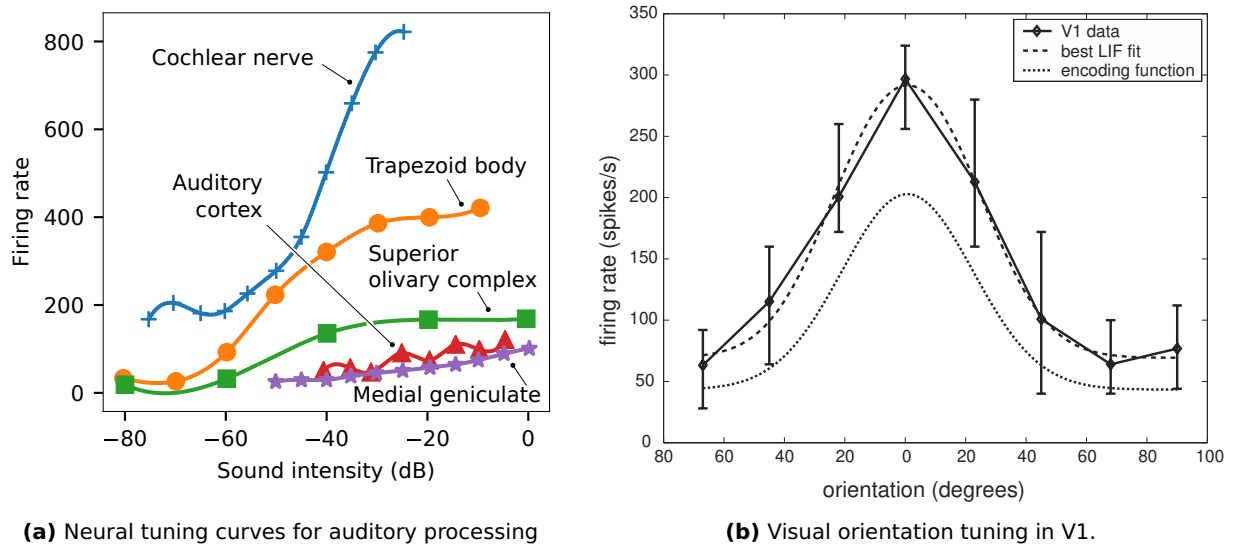 800
600
400
200
0
Firing rate
Cochlear nerve
Trapezoid body
Auditory
cortex
Superior
olivary complex
Medial geniculate
−80
−60
−40
−20
0
Sound intensity (dB)
(a) Neural tuning curves for auditory processing
350
300
250
200
150
100
50
0
firing rate (spikes/s)
V1 data
best LIF fit
encoding function
80
60
40
20
0
20
40
60
80
100
orientation (degrees)
(b) Visual orientation tuning in V1.